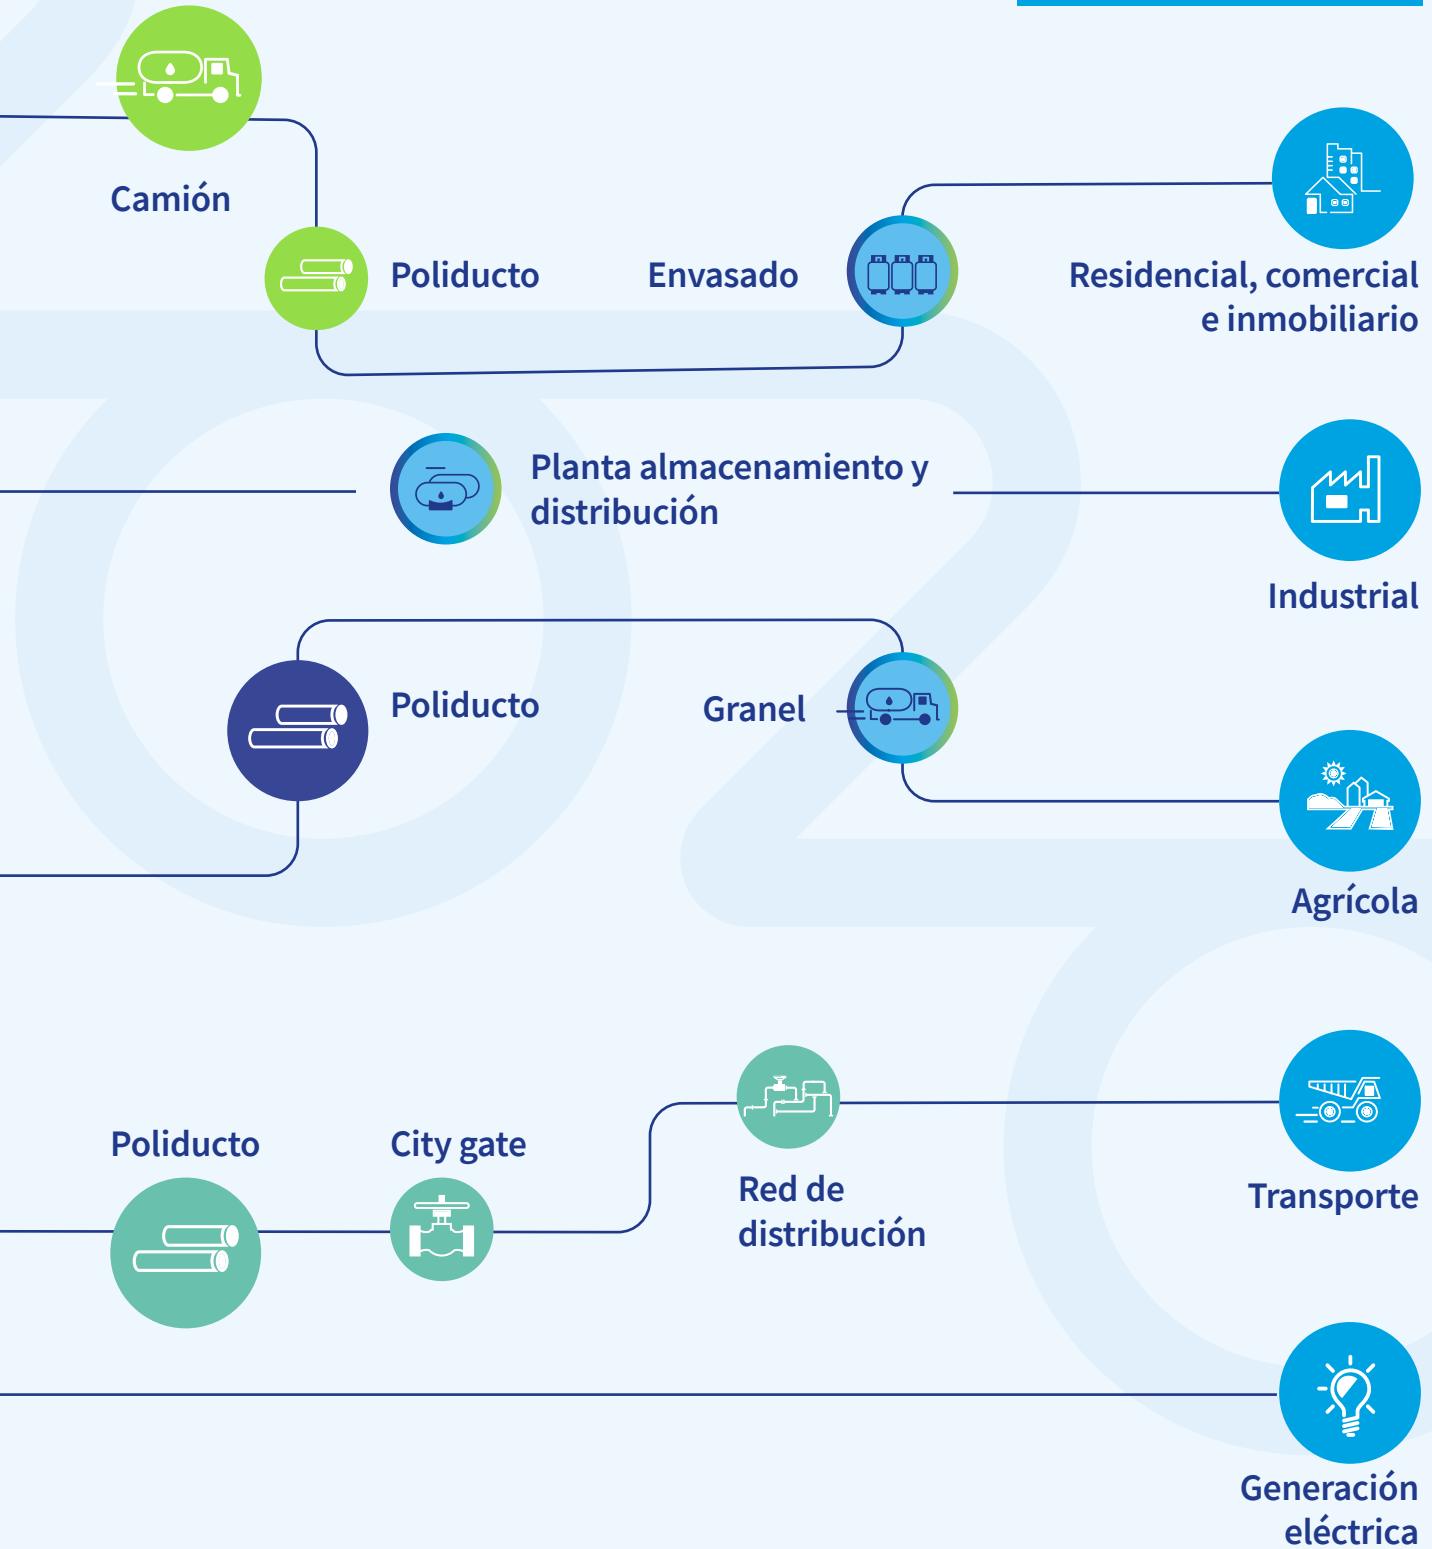 Camión
Poliducto
Envasado
Residencial, comercial
e inmobiliario
Planta almacenamiento y
distribución
Industrial
Poliducto
Granel
Agrícola
Poliducto
City gate
Red de
distribución
Transporte
Generación
eléctrica